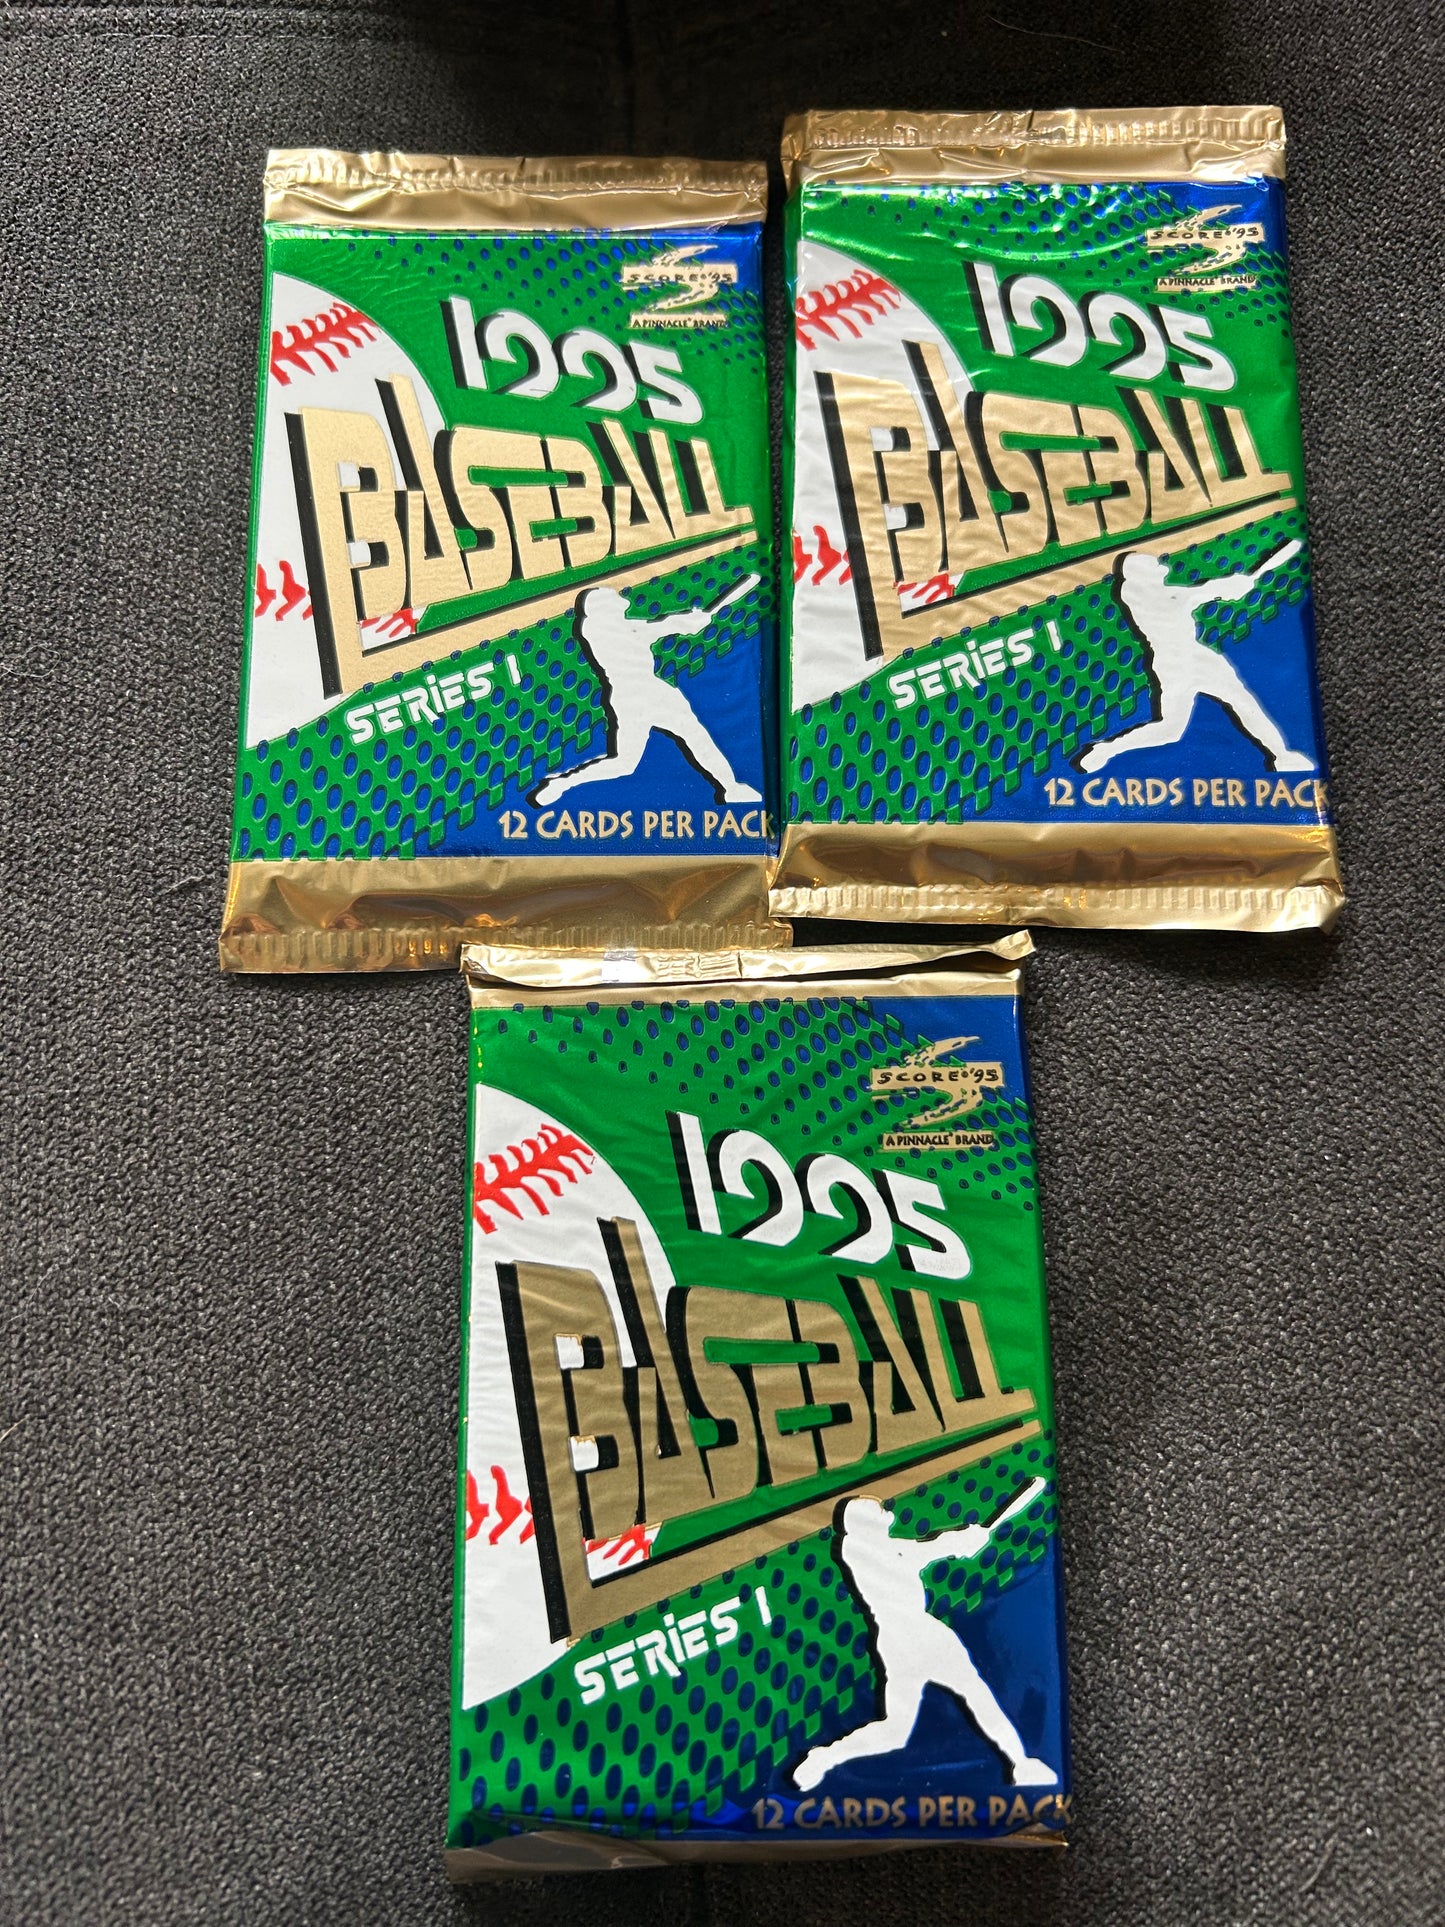 SCORE '95
A PINNACLE® BRAND
1995
BASEBALL
SERIES 1
12 CARDS PER PACK
SCORE '95
A PINNACLE BRAND
1995
BASEBALL
SERIES 1
12 CARDS PER PACK
SCORE '95
A PINNACLE® BRAND
1995
BASEBALL
SERIES 1
12 CARDS PER PACK